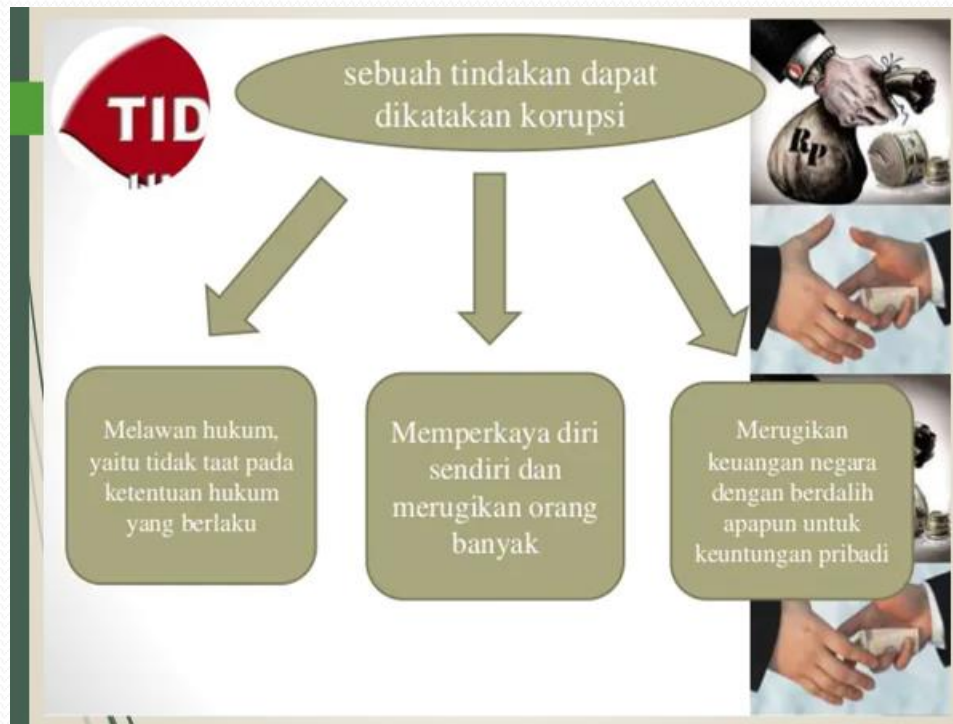 TID
sebuah tindakan dapat
dikatakan korupsi
Rp
Melawan hukum,
yaitu tidak taat pada
ketentuan hukum
yang berlaku
Memperkaya diri
sendiri dan
merugikan orang
banyak
Merugikan
keuangan negara
dengan berdalih
apapun untuk
keuntungan pribadi